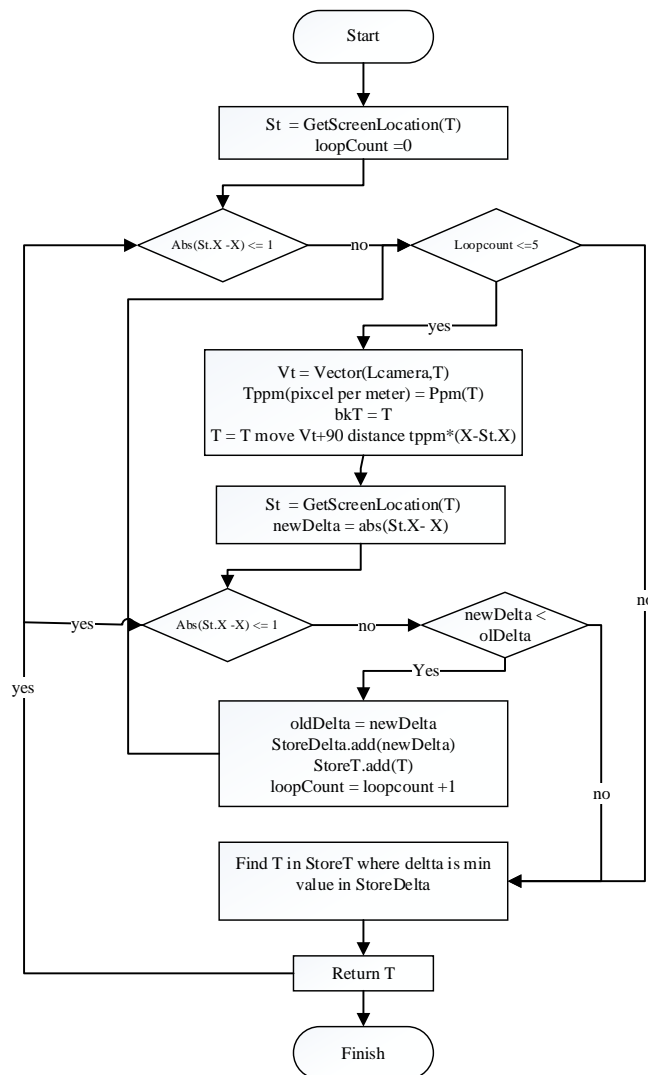 Start
St = GetScreenLocation(T)
loopCount =0
Abs(St.X -X) <= 1
no
Loopcount <=5
yes
Vt = Vector(Lcamera,T)
Tppm(pixcel per meter) = Ppm(T)
bkT = T
T = T move Vt+90 distance tppm*(X-St.X)
St = GetScreenLocation(T)
newDelta = abs(St.X- X)
no
yes
Abs(St.X -X) <= 1
no
newDelta <
olDelta
Yes
yes
oldDelta = newDelta
StoreDelta.add(newDelta)
StoreT.add(T)
loopCount = loopcount +1
no
Find T in StoreT where deltta is min
value in StoreDelta
Return T
Finish